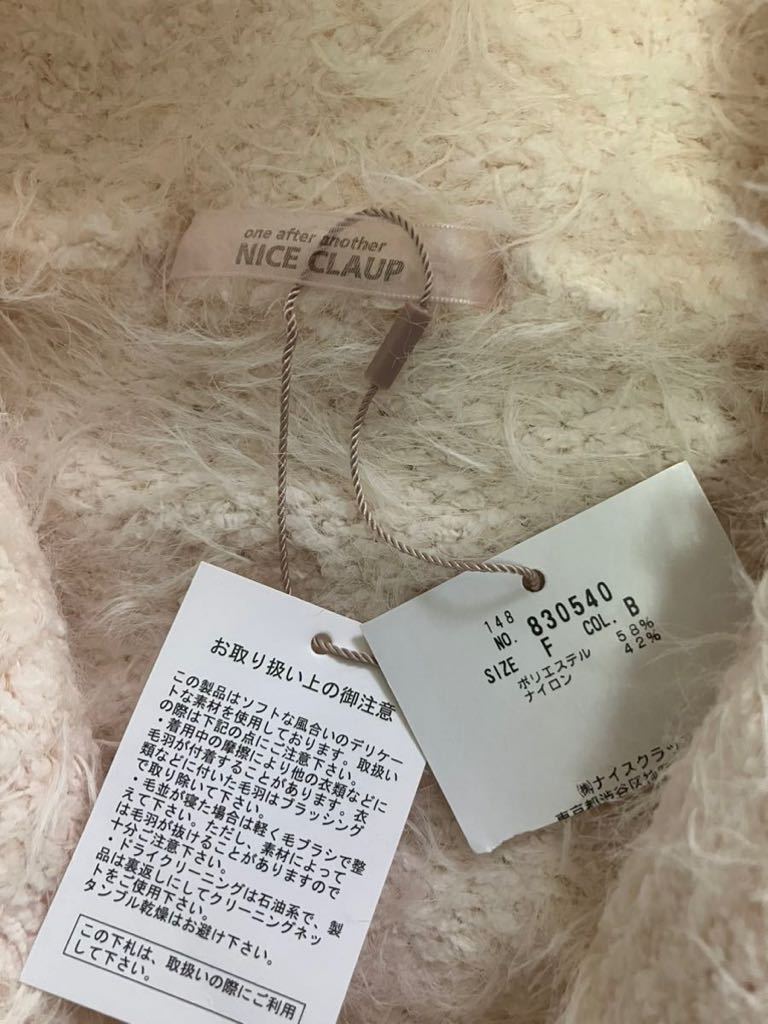 one after another
NICE CLAUP
148
NO. 830540
SIZE F COL. B
ポリエステル 58%
ナイロン 42%
㈱ナイスクラッ
東京都渋谷区
お取り扱い上の御注意
この製品はソフトな風合いのデリケー
トな素材を使用しております。取扱い
の際は下記の点にご注意下さい。
・着用中の摩擦により他の衣類などに
毛羽が付着することがあります。衣
類などに付いた毛羽はブラッシング
で取り除いて下さい。
・毛並が寝た場合は軽く毛ブラシで整
えて下さい。ただし、素材によって
は毛羽が抜けることがありますので
十分ご注意下さい。
・ドライクリーニングは石油系で、製
品は裏返しにしてクリーニングネッ
トをご使用下さい。
タンブル乾燥はお避け下さい。
この下札は、取扱いの際にご利用
して下さい。